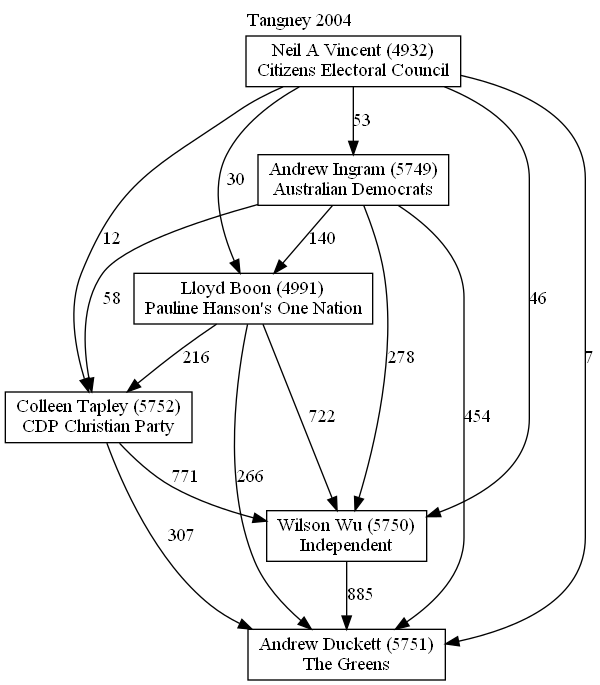 Tangney 2004
Neil A Vincent (4932)
Citizens Electoral Council
53
Andrew Ingram (5749)
Australian Democrats
30
12
58
140
46
Lloyd Boon (4991)
Pauline Hanson's One Nation
216
278
7
722
454
Colleen Tapley (5752)
CDP Christian Party
771
266
307
Wilson Wu (5750)
Independent
885
Andrew Duckett (5751)
The Greens